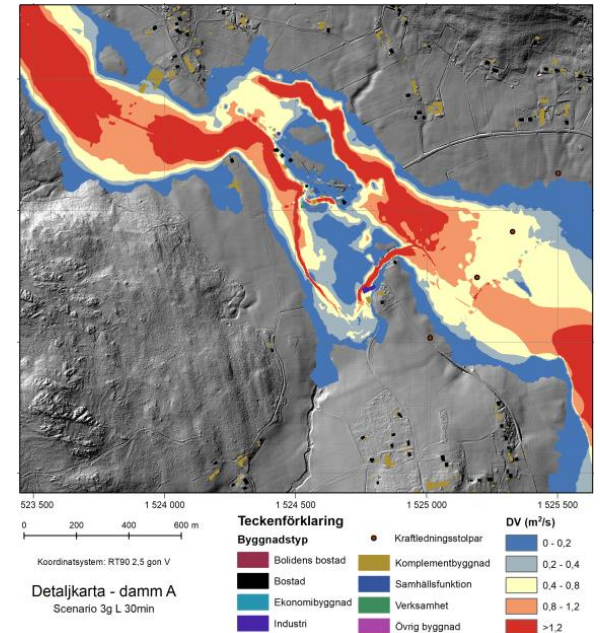 523 500 1 524 000 1 524 500 1 525 000 1 525 500
0 200 400 600 m
Koordinatsystem: RT90 2,5 gon V
Detaljkarta - damm A
Scenario 3g L 30min
Teckenförklaring
Byggnadstyp
Bolidens bostad
Bostad
Ekonomibyggnad
Industri
Kraftledningsstolpar
Komplementbyggnad
Samhällsfunktion
Verksamhet
Övrig byggnad
DV (m²/s)
0 - 0,2
0,2 - 0,4
0,4 - 0,8
0,8 - 1,2
>1,2